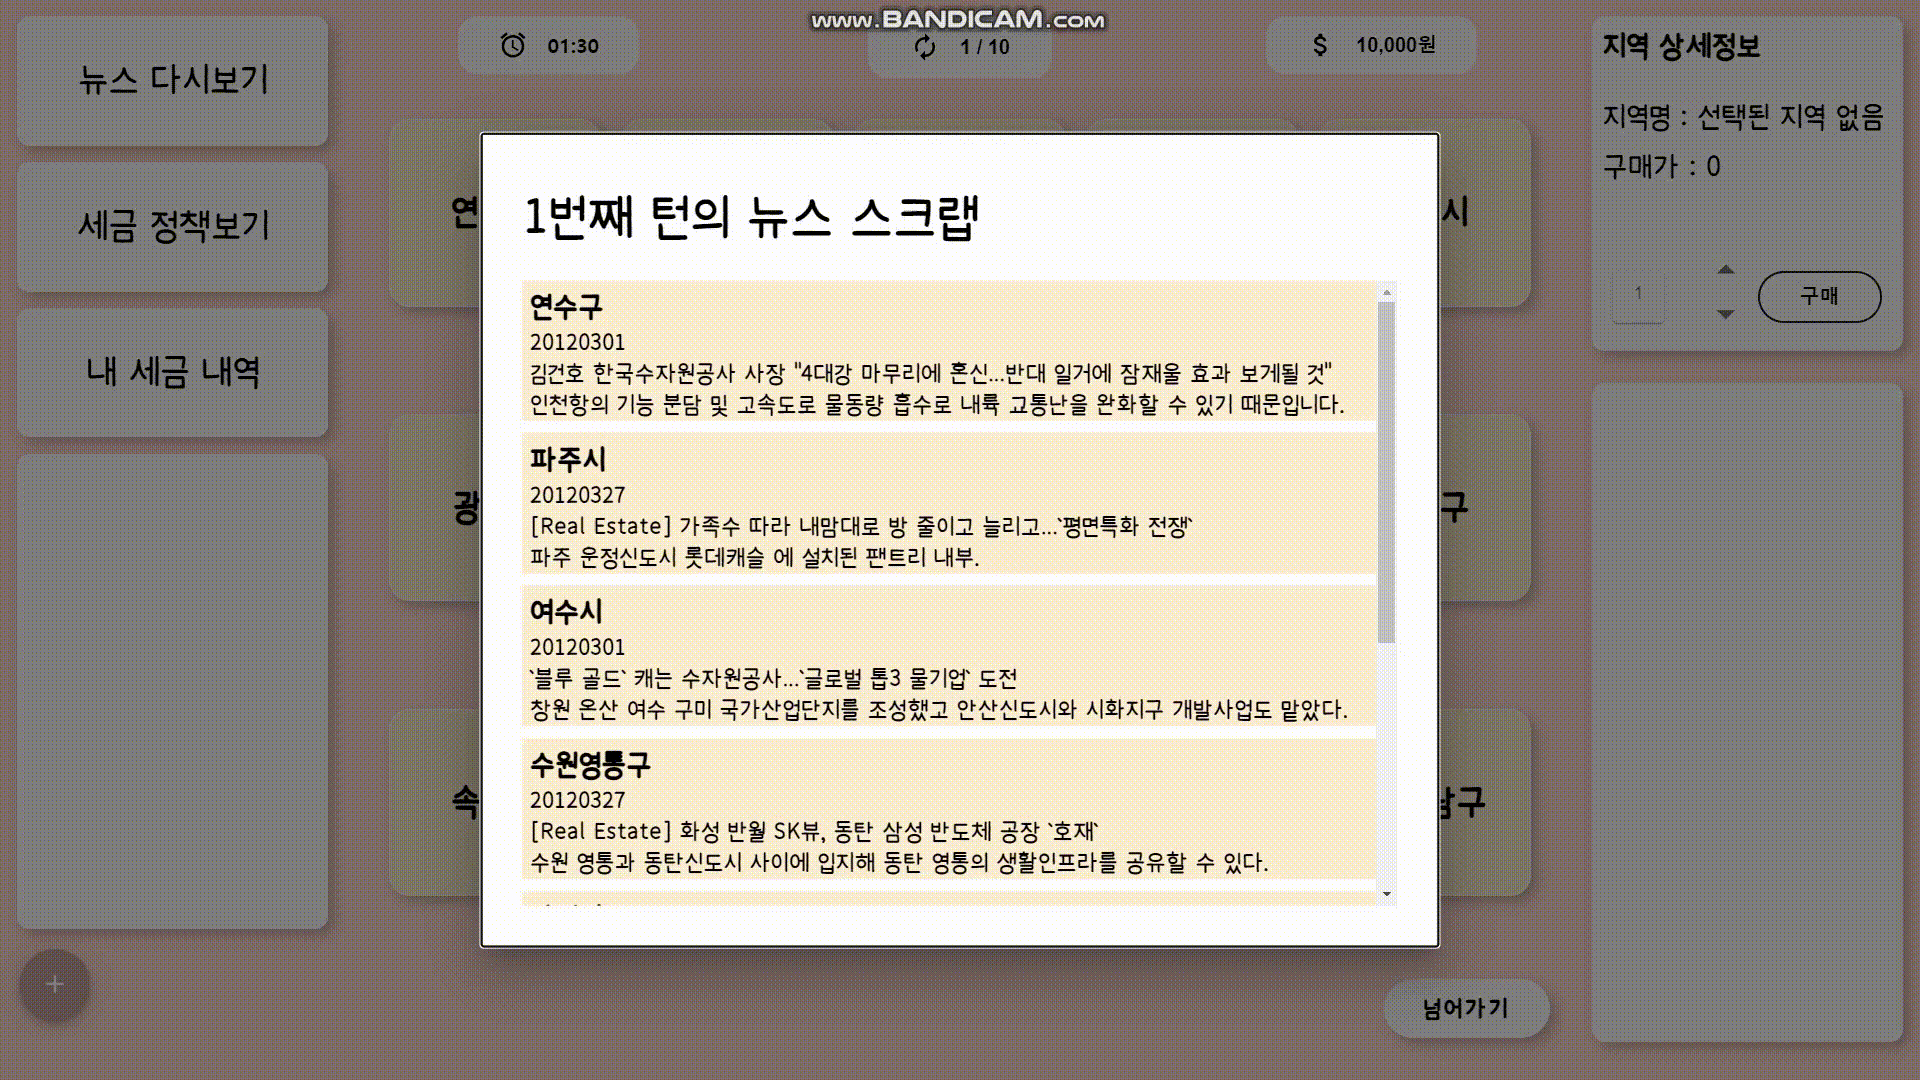 www.BANDICAM.com
뉴스 다시보기
세금 정책보기
내 세금 내역
+
01:30
1 / 10
$ 10,000원
지역 상세정보
지역명 : 선택된 지역 없음
구매가 : 0
1
구매
연
시
광
구
속
남구
1번째 턴의 뉴스 스크랩
연수구
20120301
김건호 한국수자원공사 사장 "4대강 마무리에 혼신...반대 일거에 잠재울 효과 보게될 것"
인천항의 기능 분담 및 고속도로 물동량 흡수로 내륙 교통난을 완화할 수 있기 때문입니다.
파주시
20120327
[Real Estate] 가족수 따라 내맘대로 방 줄이고 늘리고...`평면특화 전쟁`
파주 운정신도시 롯데캐슬 에 설치된 팬트리 내부.
여수시
20120301
`블루 골드` 캐는 수자원공사...`글로벌 톱3 물기업` 도전
창원 온산 여수 구미 국가산업단지를 조성했고 안산신도시와 시화지구 개발사업도 맡았다.
수원영통구
20120327
[Real Estate] 화성 반월 SK뷰, 동탄 삼성 반도체 공장 `호재`
수원 영통과 동탄신도시 사이에 입지해 동탄 영통의 생활인프라를 공유할 수 있다.
넘어가기